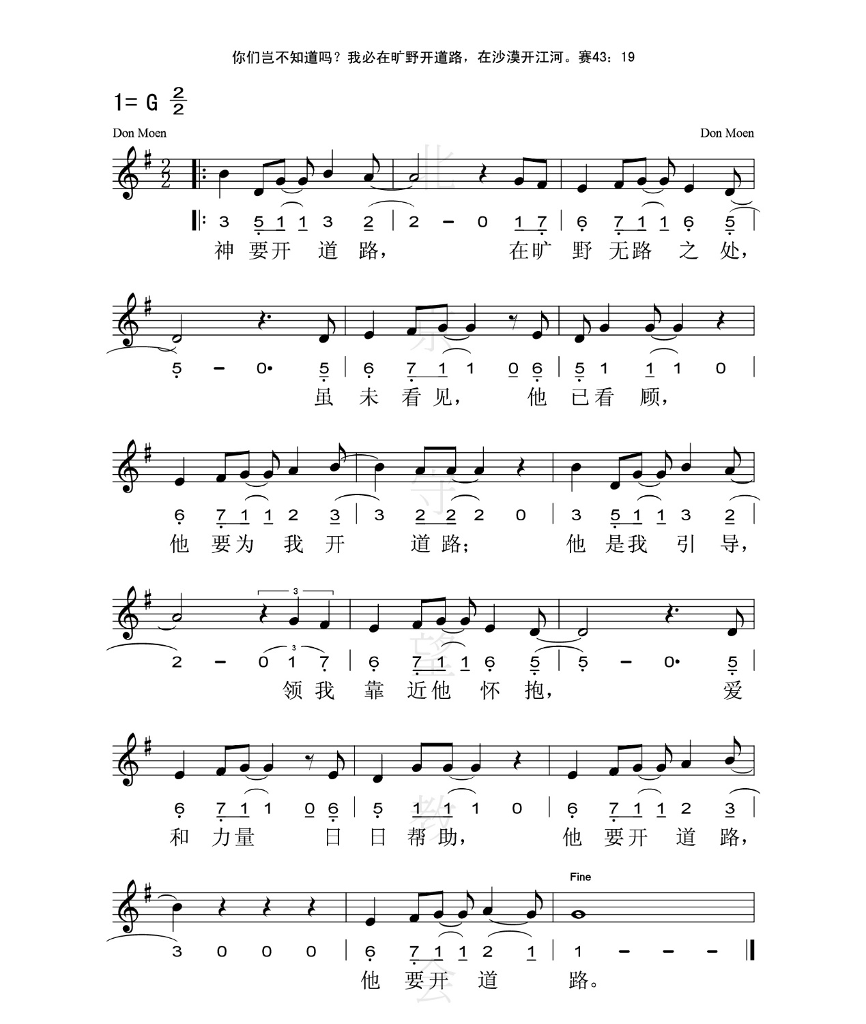 你们岂不知道吗？我必在旷野开道路，在沙漠开江河。赛43：19
1= G 2/2
Don Moen Don Moen
3 5 1 1 3 2 | 2 - 0 1 7 | 6 7 1 1 6 5 |
神 要开 道 路， 在旷 野 无路 之 处，
5 - 0· 5 | 6 7 1 1 0 6 | 5 1 1 1 0 |
虽 未 看 见， 他 已看 顾，
6 7 1 1 2 3 | 3 2 2 2 0 | 3 5 1 1 3 2 |
他 要为 我 开 道 路； 他 是我 引 导，
3
2 - 0 1 7 | 6 7 1 1 6 5 | 5 - 0· 5 |
3
领 我 靠 近他 怀 抱， 爱
6 7 1 1 0 6 | 5 1 1 1 0 | 6 7 1 1 2 3 |
和 力量 日 日 帮 助， 他 要开 道 路，
Fine
3 0 0 0 | 6 7 1 1 2 1 | 1 - - -
他 要开 道 路。
北京守望教会